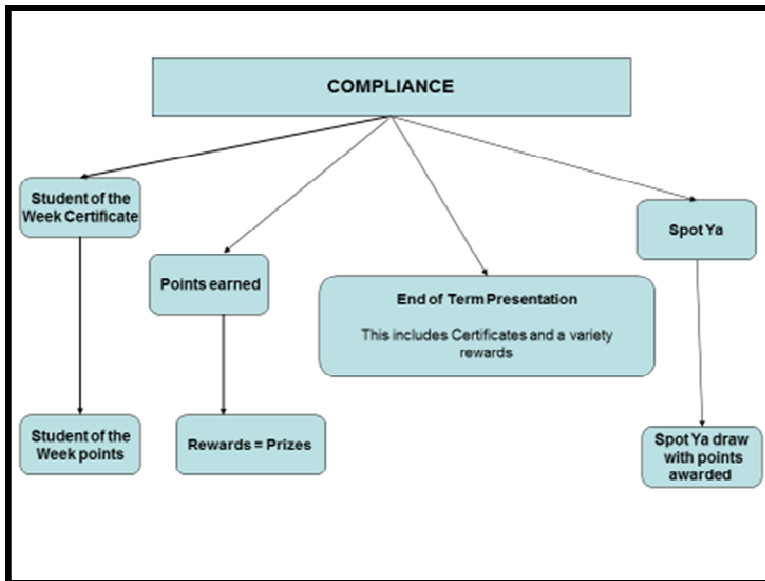 COMPLIANCE
Student of the
Week Certificate
Spot Ya
Points earned
End of Term Presentation
This includes Certificates and a variety
rewards
Student of the
Week points
Rewards = Prizes
Spot Ya draw
with points
awarded